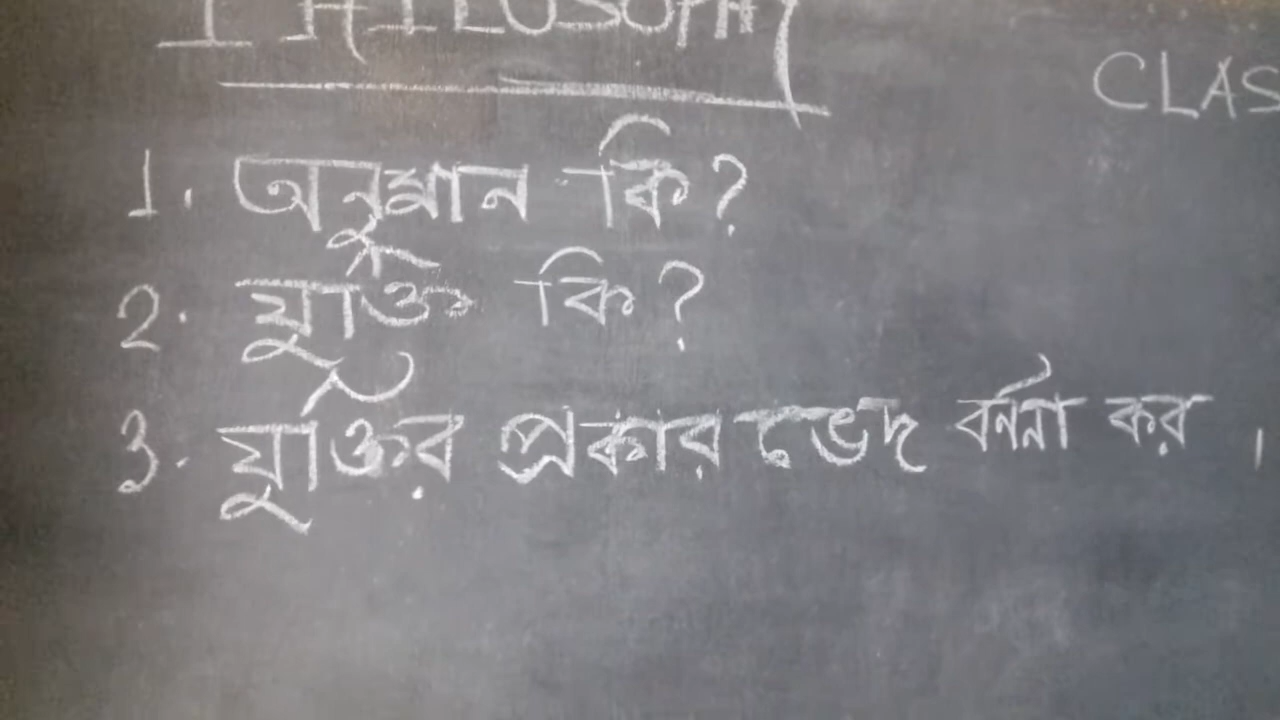 PHILOSOPHY
CLAS
1. অনুমান কি?
2. যুক্তি কি?
3. যুক্তির প্রকার ভেদ বর্ননা কর ।